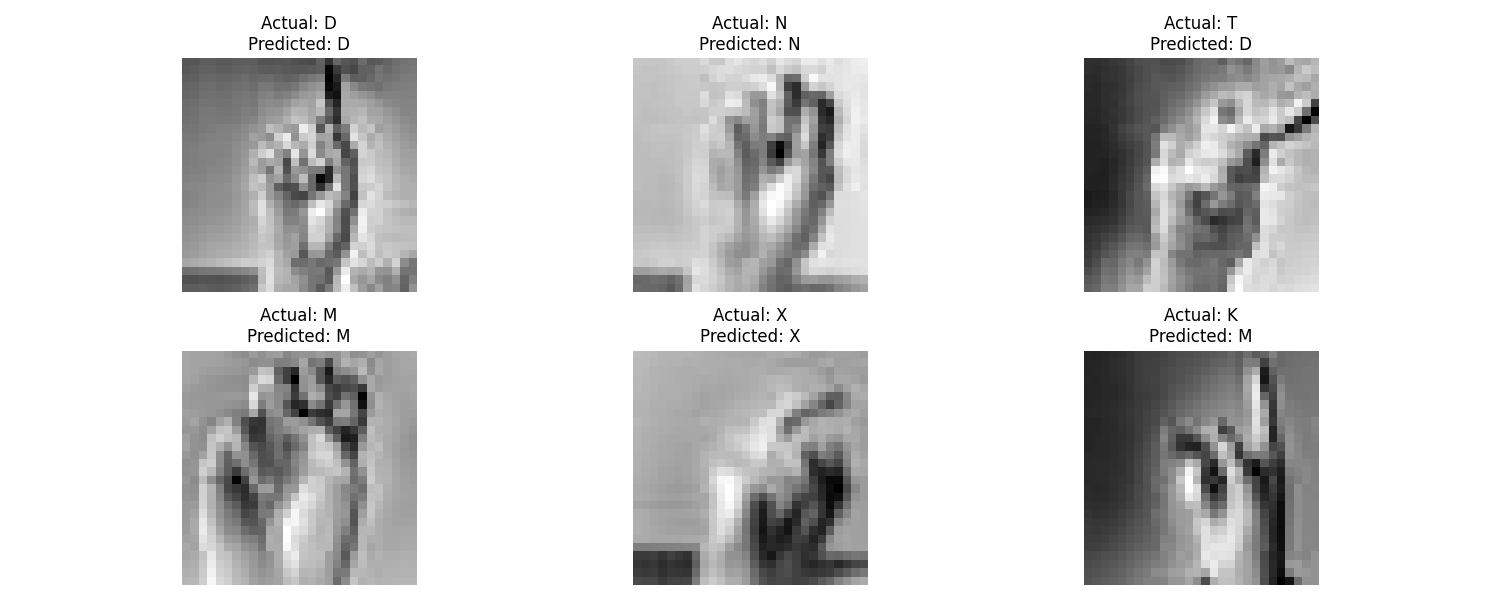 Actual: D
Predicted: D
Actual: N
Predicted: N
Actual: T
Predicted: D
Actual: M
Predicted: M
Actual: X
Predicted: X
Actual: K
Predicted: M